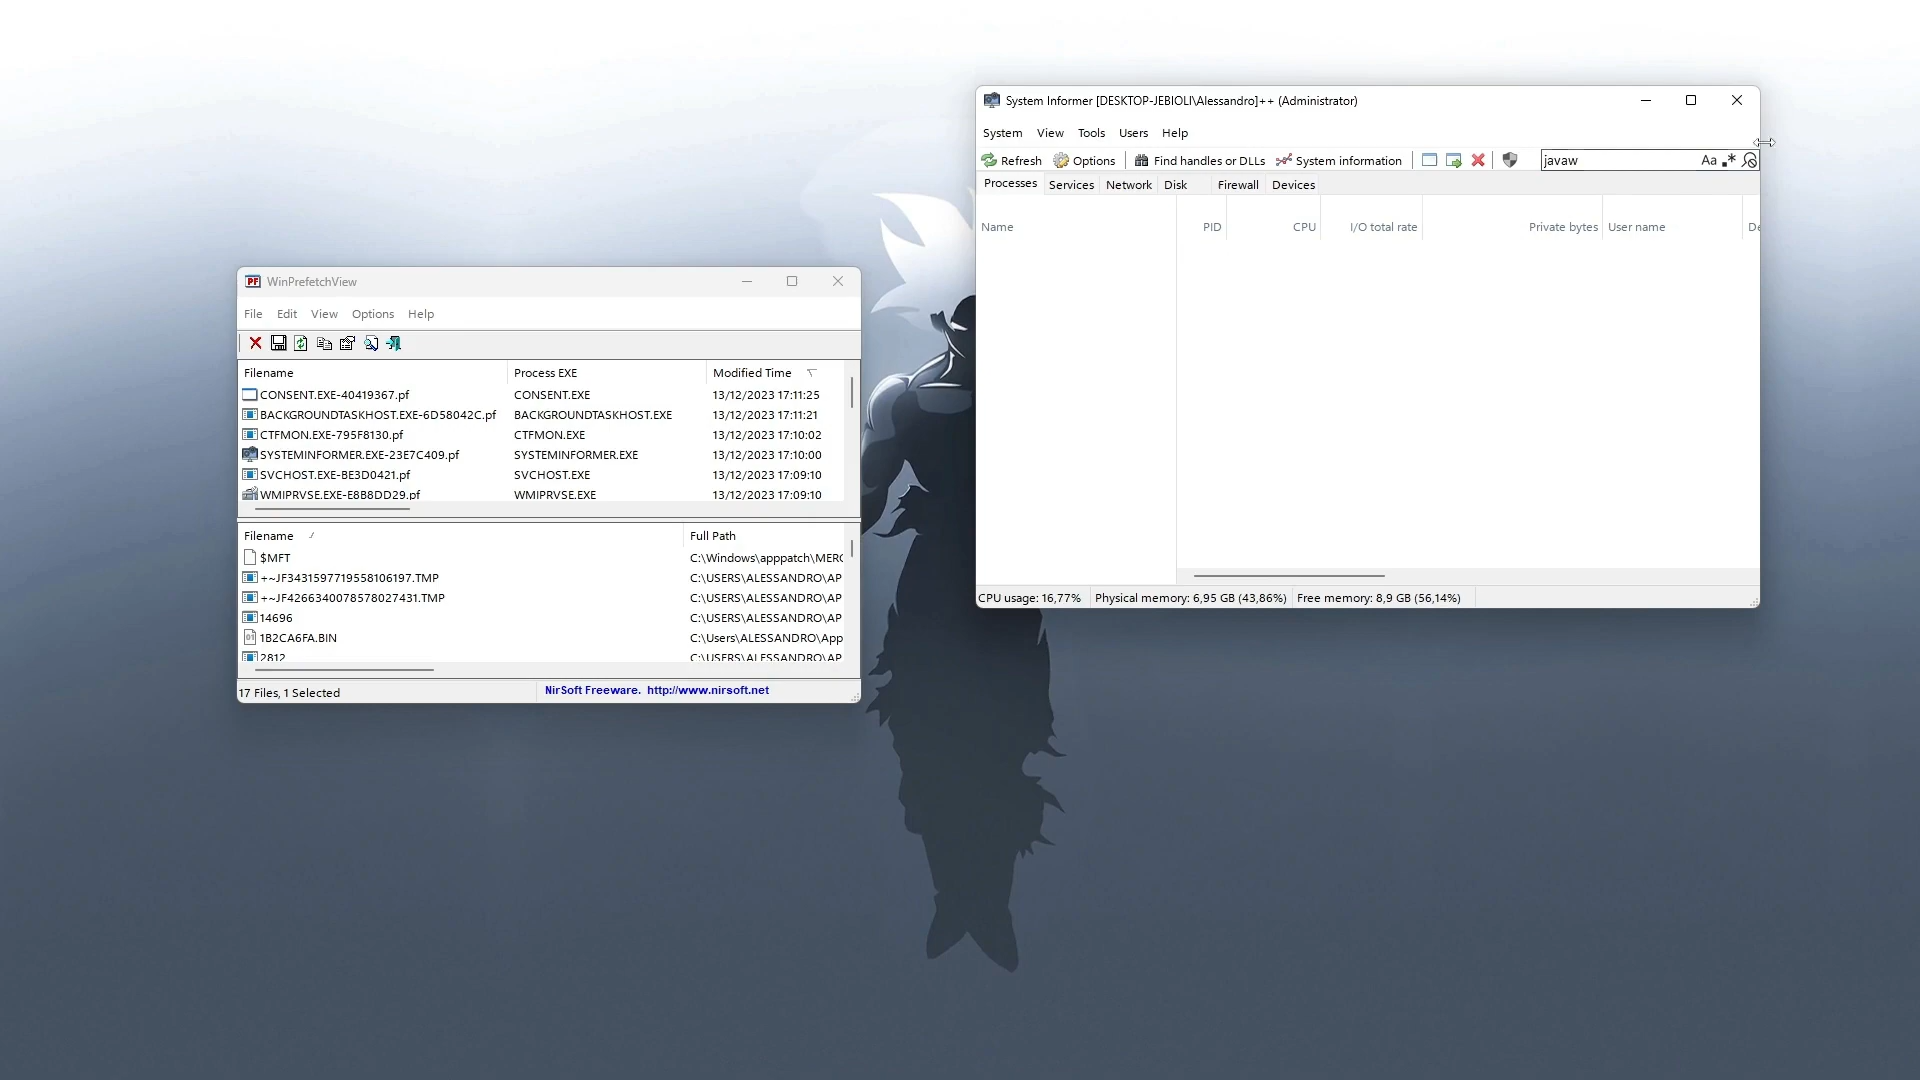 System Informer [DESKTOP-JEBIOLI\Alessandro]++ (Administrator)
System View Tools Users Help
Refresh Options Find handles or DLLs System information javaw Aa .*
Processes Services Network Disk Firewall Devices
Name PID CPU I/O total rate Private bytes User name De
CPU usage: 16,77% Physical memory: 6,95 GB (43,86%) Free memory: 8,9 GB (56,14%)
PF WinPrefetchView
File Edit View Options Help
Filename Process EXE Modified Time
CONSENT.EXE-40419367.pf CONSENT.EXE 13/12/2023 17:11:25
BACKGROUNDTASKHOST.EXE-6D58042C.pf BACKGROUNDTASKHOST.EXE 13/12/2023 17:11:21
CTFMON.EXE-795F8130.pf CTFMON.EXE 13/12/2023 17:10:02
SYSTEMINFORMER.EXE-23E7C409.pf SYSTEMINFORMER.EXE 13/12/2023 17:10:00
SVCHOST.EXE-BE3D0421.pf SVCHOST.EXE 13/12/2023 17:09:10
WMIPRVSE.EXE-E8B8DD29.pf WMIPRVSE.EXE 13/12/2023 17:09:10
Filename Full Path
$MFT C:\Windows\apppatch\MERC
+~JF3431597719558106197.TMP C:\USERS\ALESSANDRO\AP
+~JF4266340078578027431.TMP C:\USERS\ALESSANDRO\AP
14696 C:\USERS\ALESSANDRO\AP
1B2CA6FA.BIN C:\Users\ALESSANDRO\App
2812 C:\USERS\ALESSANDRO\AP
17 Files, 1 Selected NirSoft Freeware. http://www.nirsoft.net